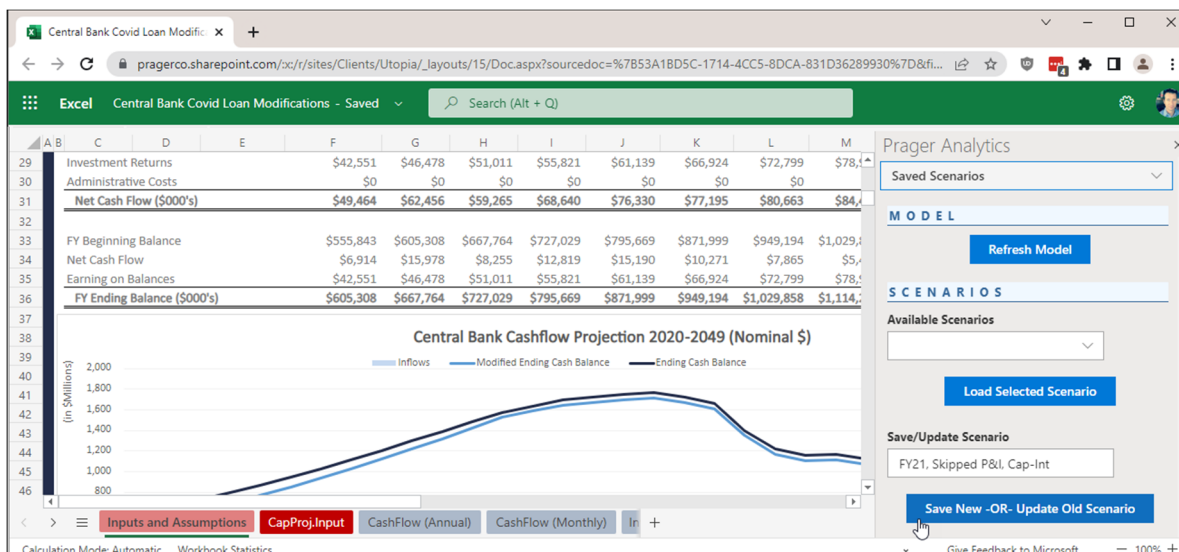 Central Bank Covid Loan Modific
pragerco.sharepoint.com/:x:/r/sites/Clients/Utopia/_layouts/15/Doc.aspx?sourcedoc=%7B53A1BD5C-1714-4CC5-8DCA-831D36289930%7D&fi...
4
Excel Central Bank Covid Loan Modifications - Saved Search (Alt + Q)
A B C D E F G H I J K L M
29 Investment Returns $42,551 $46,478 $51,011 $55,821 $61,139 $66,924 $72,799 $78,
30 Administrative Costs $0 $0 $0 $0 $0 $0 $0
31 Net Cash Flow ($000's) $49,464 $62,456 $59,265 $68,640 $76,330 $77,195 $80,663 $84,
32
33 FY Beginning Balance $555,843 $605,308 $667,764 $727,029 $795,669 $871,999 $949,194 $1,029,
34 Net Cash Flow $6,914 $15,978 $8,255 $12,819 $15,190 $10,271 $7,865 $5,
35 Earning on Balances $42,551 $46,478 $51,011 $55,821 $61,139 $66,924 $72,799 $78,
36 FY Ending Balance ($000's) $605,308 $667,764 $727,029 $795,669 $871,999 $949,194 $1,029,858 $1,114,
37
38 Central Bank Cashflow Projection 2020-2049 (Nominal $)
39 Inflows Modified Ending Cash Balance Ending Cash Balance
40
41
42
43
44
45
46
(in $Millions)
2,000
1,800
1,600
1,400
1,200
1,000
800
Inputs and Assumptions CapProj.Input CashFlow (Annual) CashFlow (Monthly) In
Calculation Mode: Automatic Workbook Statistics
Prager Analytics
Saved Scenarios
MODEL
Refresh Model
SCENARIOS
Available Scenarios
Load Selected Scenario
Save/Update Scenario
FY21, Skipped P&I, Cap-Int
Save New -OR- Update Old Scenario
Give Feedback to Microsoft 100%